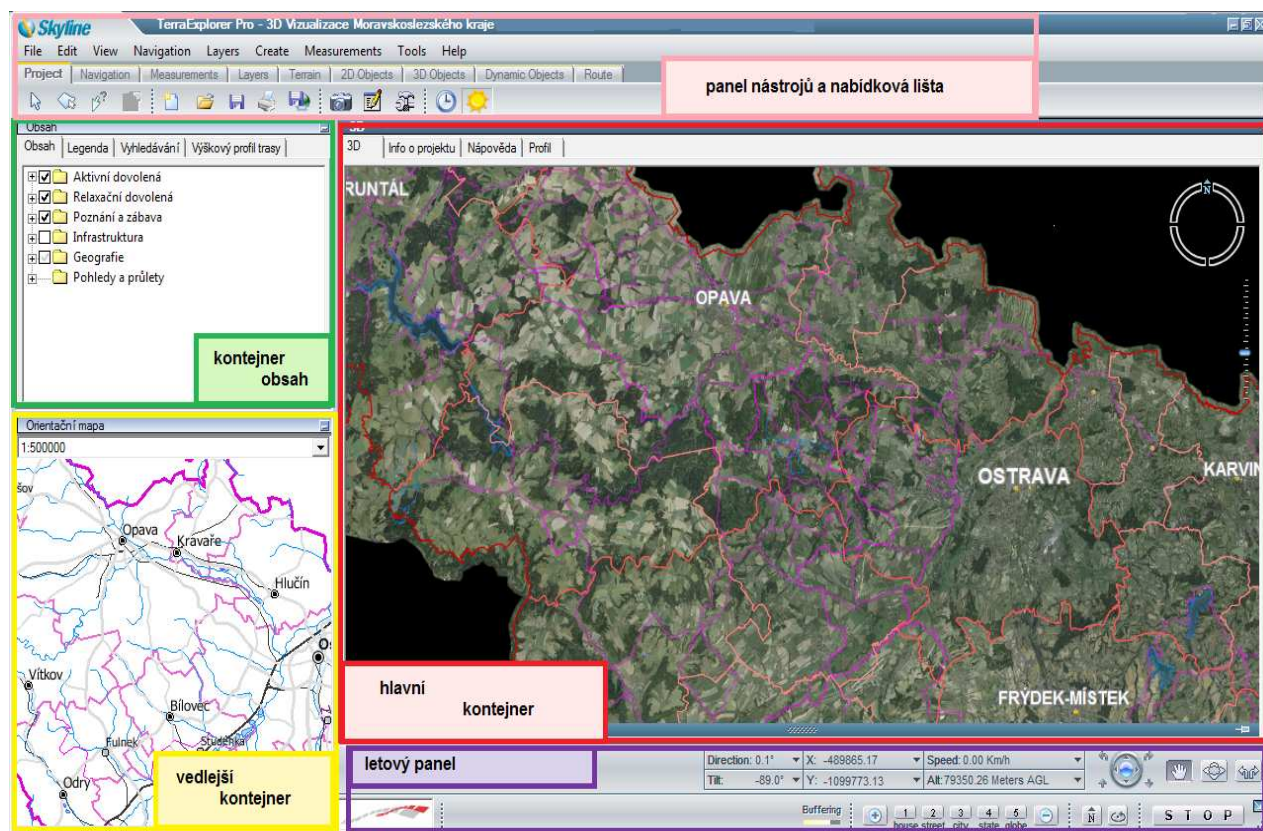 Skyline TerraExplorer Pro - 3D Vizualizace Moravskoslezského kraje
File Edit View Navigation Layers Create Measurements Tools Help
Project Navigation Measurements Layers Terrain 2D Objects 3D Objects Dynamic Objects Route
panel nástrojů a nabídková lišta
Obsah
Obsah Legenda Vyhledávání Výškový profil trasy
Aktivní dovolená
Relaxační dovolená
Poznání a zábava
Infrastruktura
Geografie
Pohledy a průlety
kontejner
obsah
3D
3D Info o projektu Nápověda Profil
RUNTÁL
N
OPAVA
OSTRAVA
KARVIN
FRÝDEK-MÍSTEK
hlavní
kontejner
Orientační mapa
1:500000
šov
Opava
Kravaře
Hlučín
Os
Vítkov
Bílovec
Fulnek
Studénka
Odry
vedlejší
kontejner
letový panel
Direction: 0.1° X: -489865.17 Speed: 0.00 Km/h
Tilt: -89.0° Y: -1099773.13 Alt: 79350.26 Meters AGL
Buffering 1 2 3 4 5 N S T O P
house street city state globe